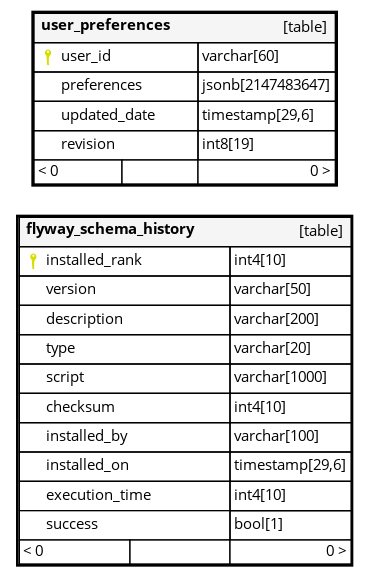 user_preferences [table]
user_id varchar[60]
preferences jsonb[2147483647]
updated_date timestamp[29,6]
revision int8[19]
< 0 0 >
flyway_schema_history [table]
installed_rank int4[10]
version varchar[50]
description varchar[200]
type varchar[20]
script varchar[1000]
checksum int4[10]
installed_by varchar[100]
installed_on timestamp[29,6]
execution_time int4[10]
success bool[1]
< 0 0 >